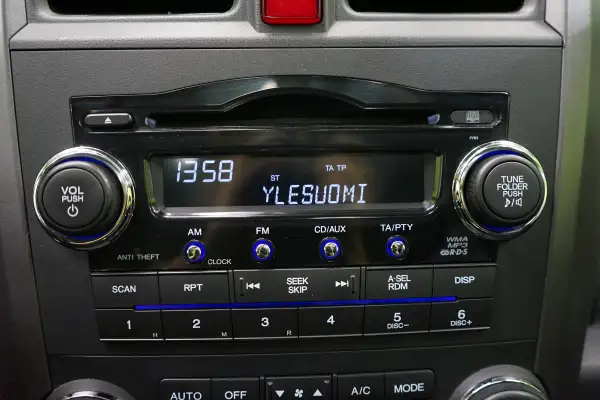 1358
ST
TA TP
YLESUOMI
VOL
PUSH
TUNE
FOLDER
PUSH
AM
FM
CD/AUX
TA/PTY
ANTI THEFT
CLOCK
WMA
MP3
R·D·S
SCAN
RPT
SEEK
SKIP
A-SEL
RDM
DISP
1
H
2
M
3
R
4
5
DISC−
6
DISC+
AUTO
OFF
A/C
MODE